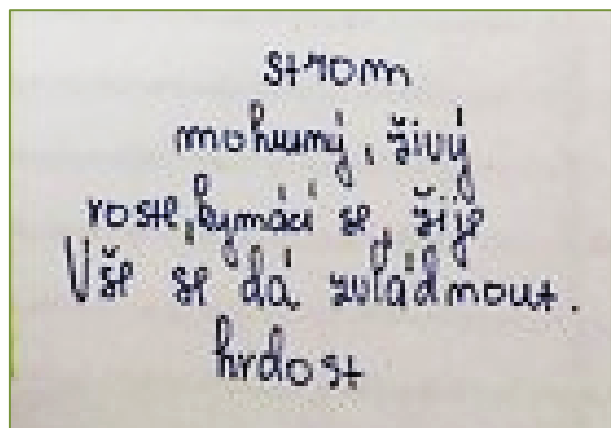 strom
mohutný, živý
roste, kymácí se, žije
Vše se dá zvládnout.
hrdost